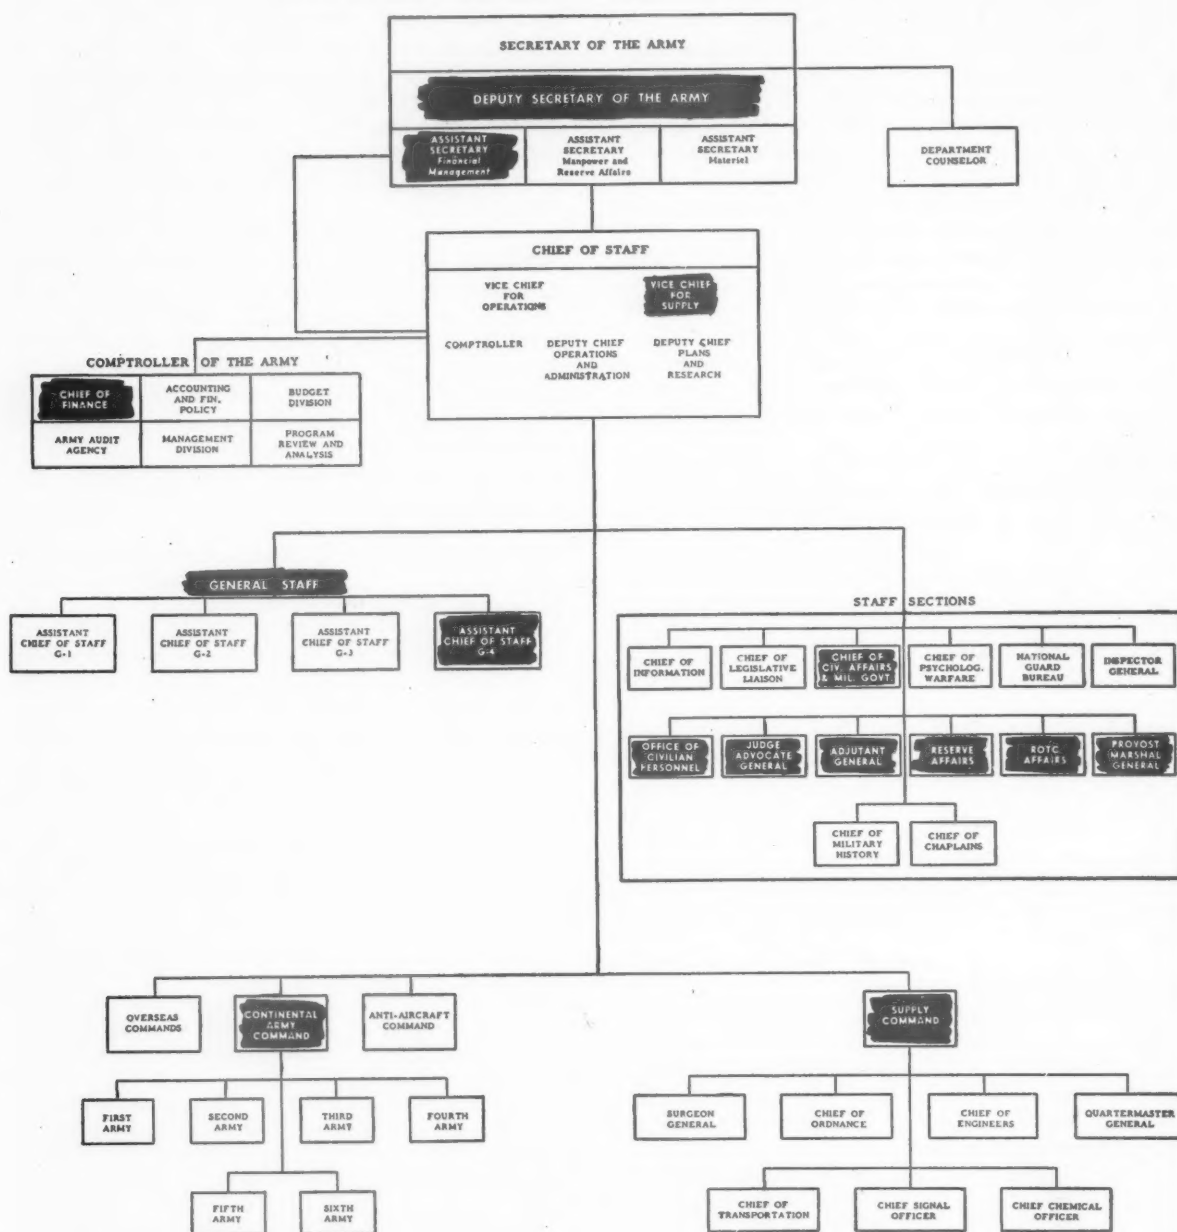 SECRETARY OF THE ARMY
DEPUTY SECRETARY OF THE ARMY
ASSISTANT
SECRETARY
Financial
Management
ASSISTANT
SECRETARY
Manpower and
Reserve Affairs
ASSISTANT
SECRETARY
Materiel
DEPARTMENT
COUNSELOR
CHIEF OF STAFF
VICE CHIEF
FOR
OPERATIONS
VICE CHIEF
FOR
SUPPLY
COMPTROLLER
DEPUTY CHIEF
OPERATIONS
AND
ADMINISTRATION
DEPUTY CHIEF
PLANS
AND
RESEARCH
COMPTROLLER OF THE ARMY
CHIEF OF
FINANCE
ACCOUNTING
AND FIN.
POLICY
BUDGET
DIVISION
ARMY AUDIT
AGENCY
MANAGEMENT
DIVISION
PROGRAM
REVIEW AND
ANALYSIS
GENERAL STAFF
ASSISTANT
CHIEF OF STAFF
G-1
ASSISTANT
CHIEF OF STAFF
G-2
ASSISTANT
CHIEF OF STAFF
G-3
ASSISTANT
CHIEF OF STAFF
G-4
STAFF SECTIONS
CHIEF OF
INFORMATION
CHIEF OF
LEGISLATIVE
LIAISON
CHIEF OF
CIV. AFFAIRS
& MIL. GOVT.
CHIEF OF
PSYCHOLOG.
WARFARE
NATIONAL
GUARD
BUREAU
INSPECTOR
GENERAL
OFFICE OF
CIVILIAN
PERSONNEL
JUDGE
ADVOCATE
GENERAL
ADJUTANT
GENERAL
RESERVE
AFFAIRS
ROTC
AFFAIRS
PROVOST
MARSHAL
GENERAL
CHIEF OF
MILITARY
HISTORY
CHIEF OF
CHAPLAINS
OVERSEAS
COMMANDS
CONTINENTAL
ARMY
COMMAND
ANTI-AIRCRAFT
COMMAND
SUPPLY
COMMAND
FIRST
ARMY
SECOND
ARMY
THIRD
ARMY
FOURTH
ARMY
FIFTH
ARMY
SIXTH
ARMY
SURGEON
GENERAL
CHIEF OF
ORDNANCE
CHIEF OF
ENGINEERS
QUARTERMASTER
GENERAL
CHIEF OF
TRANSPORTATION
CHIEF SIGNAL
OFFICER
CHIEF CHEMICAL
OFFICER